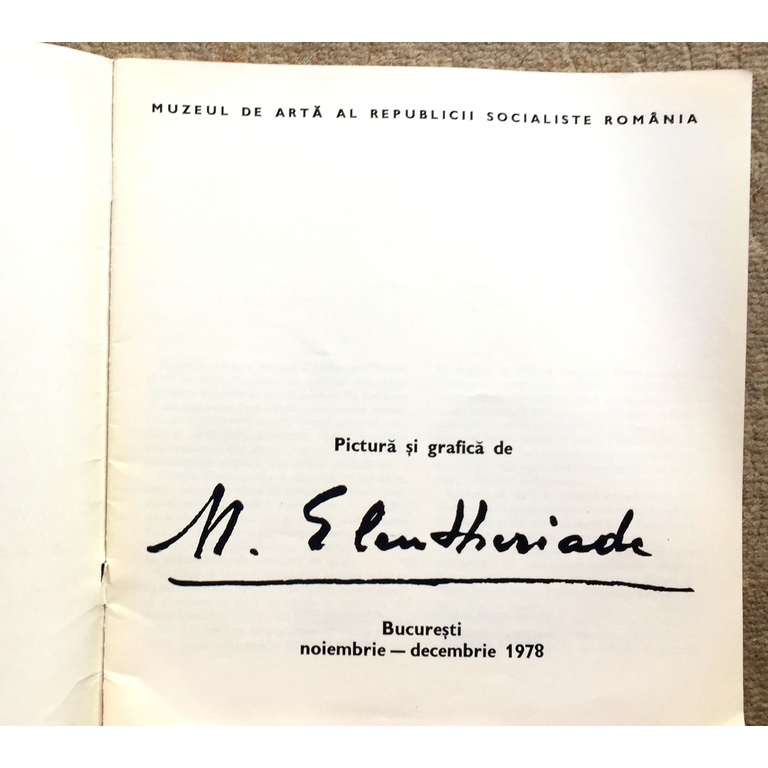 MUZEUL DE ARTĂ AL REPUBLICII SOCIALISTE ROMÂNIA
Pictură și grafică de
M. Eleutheriade
București
noiembrie — decembrie 1978